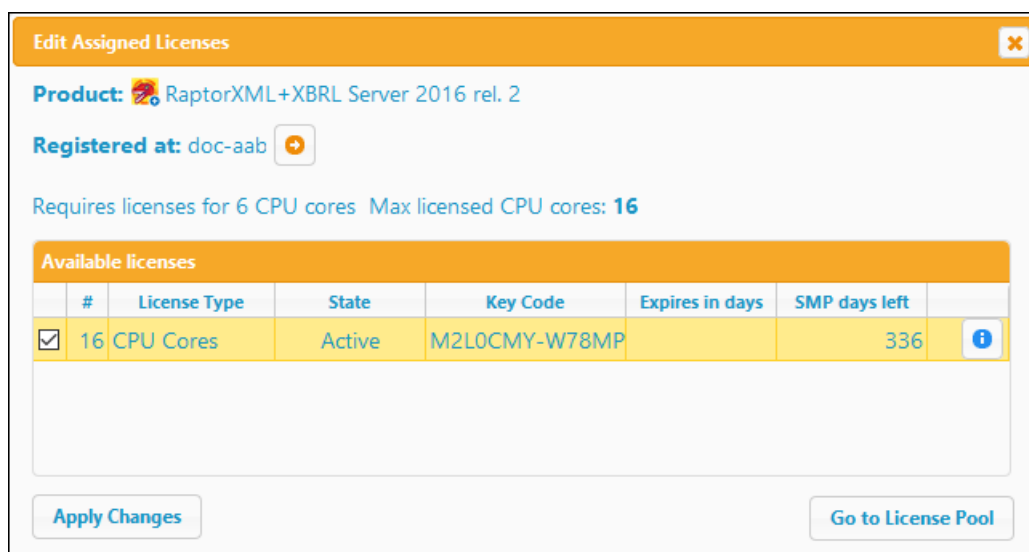 Edit Assigned Licenses
Product: RaptorXML+XBRL Server 2016 rel. 2
Registered at: doc-aab
Requires licenses for 6 CPU cores Max licensed CPU cores: 16
Available licenses
# License Type State Key Code Expires in days SMP days left
16 CPU Cores Active M2L0CMY-W78MP 336
Apply Changes Go to License Pool